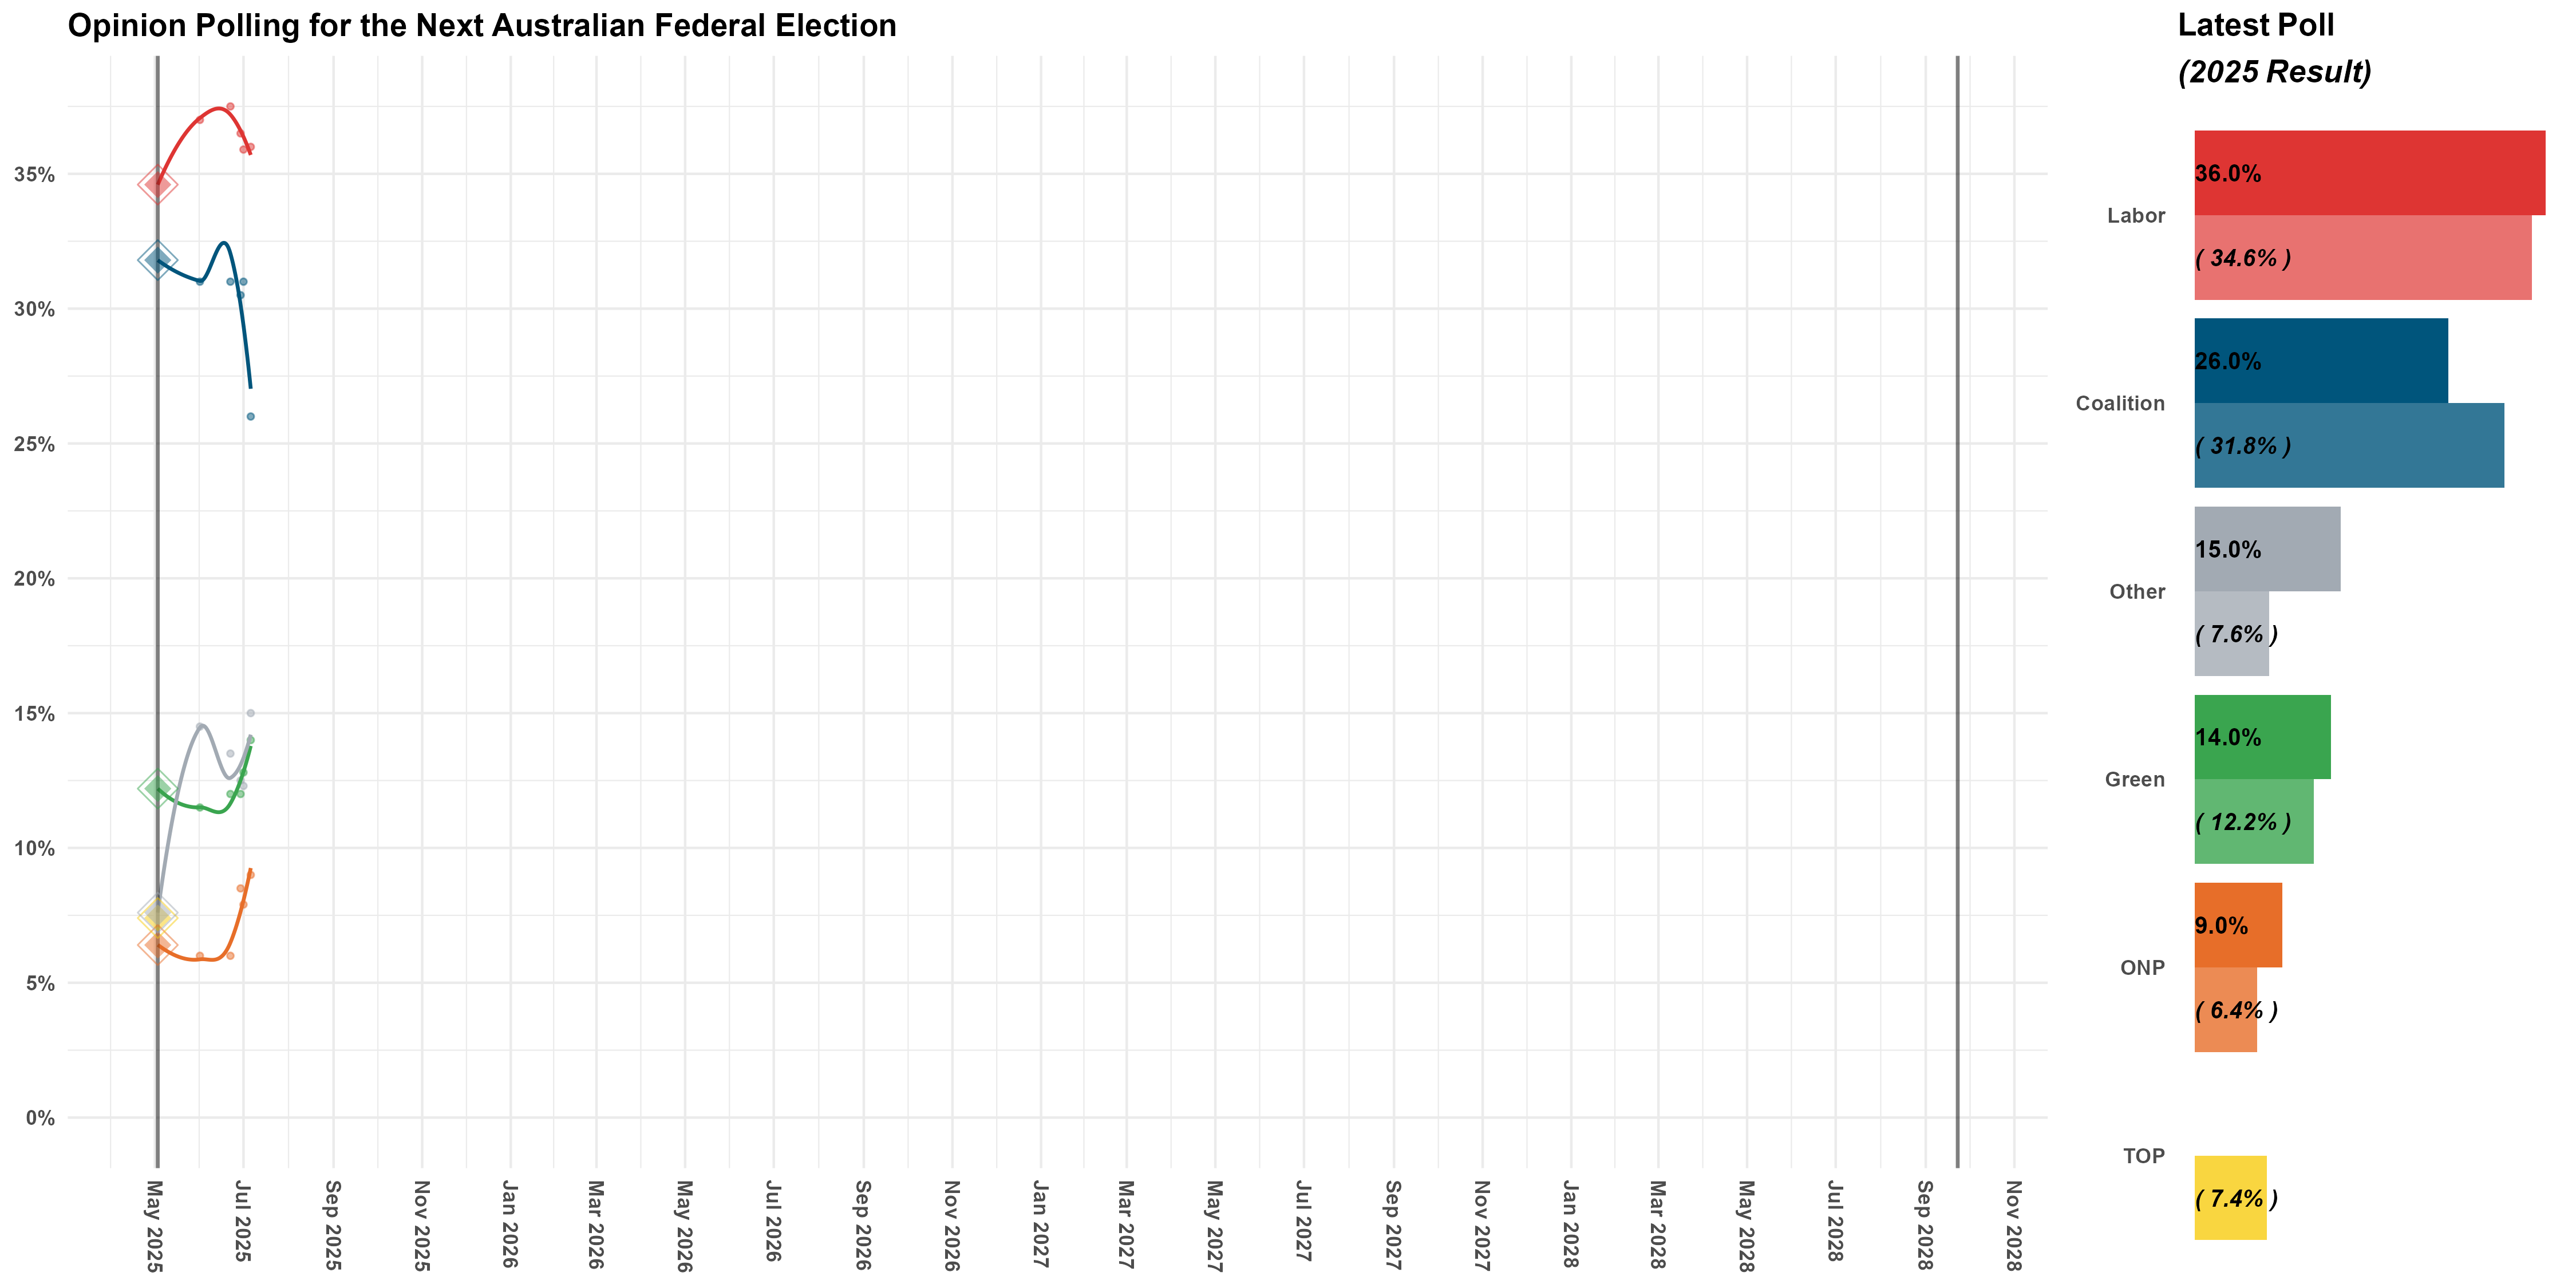 Opinion Polling for the Next Australian Federal Election
35%
30%
25%
20%
15%
10%
5%
0%
May 2025
Jul 2025
Sep 2025
Nov 2025
Jan 2026
Mar 2026
May 2026
Jul 2026
Sep 2026
Nov 2026
Jan 2027
Mar 2027
May 2027
Jul 2027
Sep 2027
Nov 2027
Jan 2028
Mar 2028
May 2028
Jul 2028
Sep 2028
Nov 2028
Latest Poll
(2025 Result)
36.0%
Labor
( 34.6% )
26.0%
Coalition
( 31.8% )
15.0%
Other
( 7.6% )
14.0%
Green
( 12.2% )
9.0%
ONP
( 6.4% )
TOP
( 7.4% )